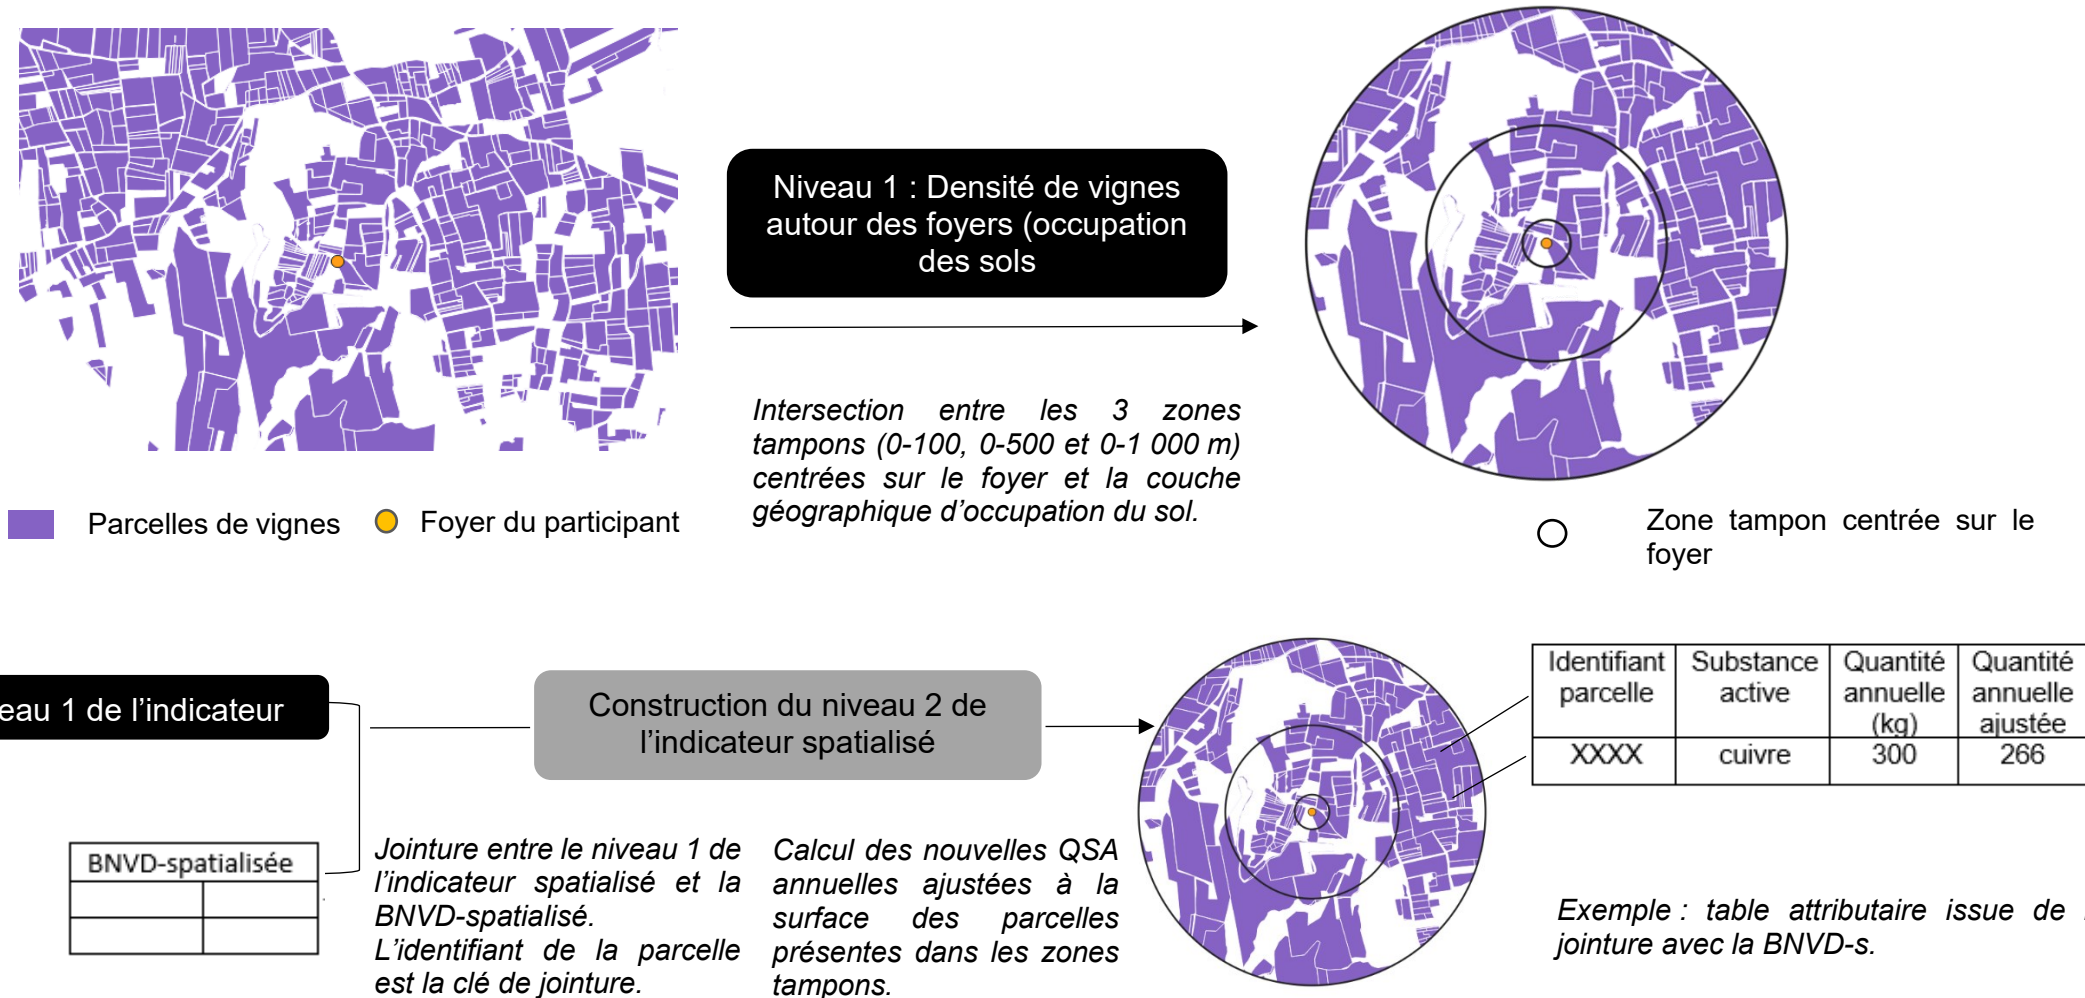 Niveau 1 : Densité de vignes
autour des foyers (occupation
des sols
Intersection entre les 3 zones
tampons (0-100, 0-500 et 0-1 000 m)
centrées sur le foyer et la couche
géographique d’occupation du sol.
Parcelles de vignes
Foyer du participant
Zone tampon centrée sur le
foyer
eau 1 de l’indicateur
BNVD-spatialisée
Construction du niveau 2 de
l’indicateur spatialisé
Jointure entre le niveau 1 de
l’indicateur spatialisé et la
BNVD-spatialisé.
L’identifiant de la parcelle
est la clé de jointure.
Calcul des nouvelles QSA
annuelles ajustées à la
surface des parcelles
présentes dans les zones
tampons.
Identifiant parcelle
Substance active
Quantité annuelle (kg)
Quantité annuelle ajustée
XXXX
cuivre
300
266
Exemple : table attributaire issue de
jointure avec la BNVD-s.